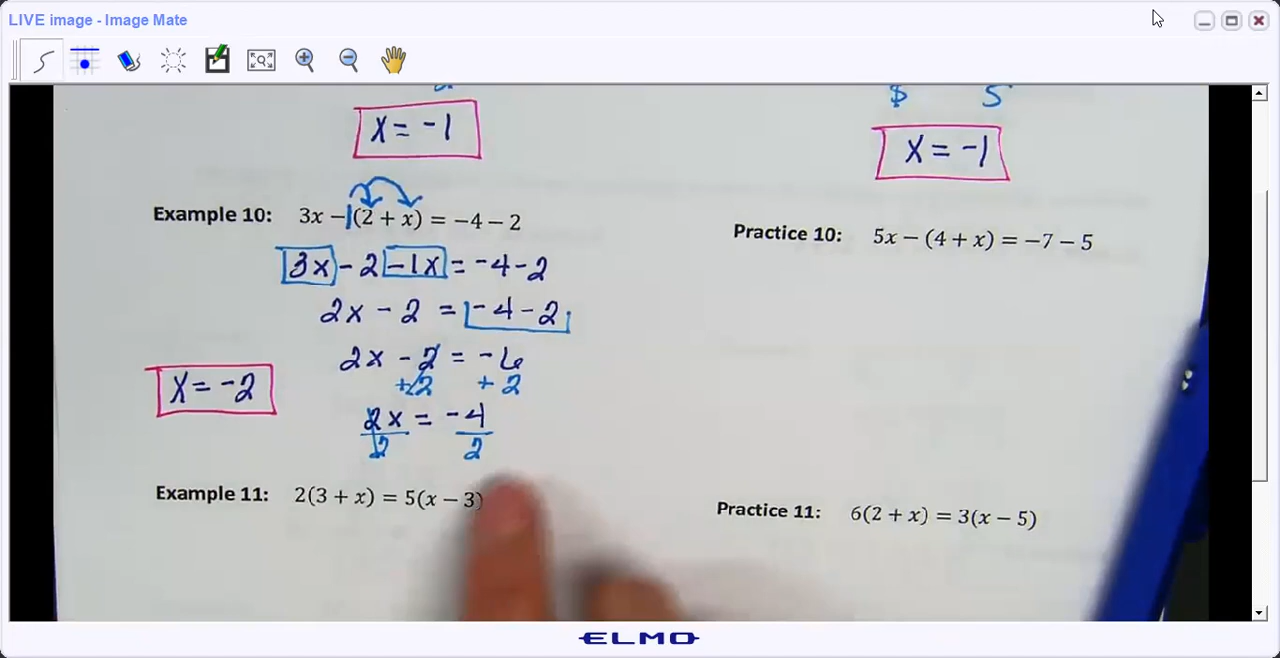 LIVE image - Image Mate
$ 5
x = -1
x = -1
Example 10: 3x -1(2 + x) = -4 - 2
3x - 2 -1x = -4 - 2
2x - 2 = -4 - 2
2x - 2 = -6
+2 +2
x = -2
2x = -4
2 2
Practice 10: 5x - (4 + x) = -7 - 5
Example 11: 2(3 + x) = 5(x - 3)
Practice 11: 6(2 + x) = 3(x - 5)
ELMO